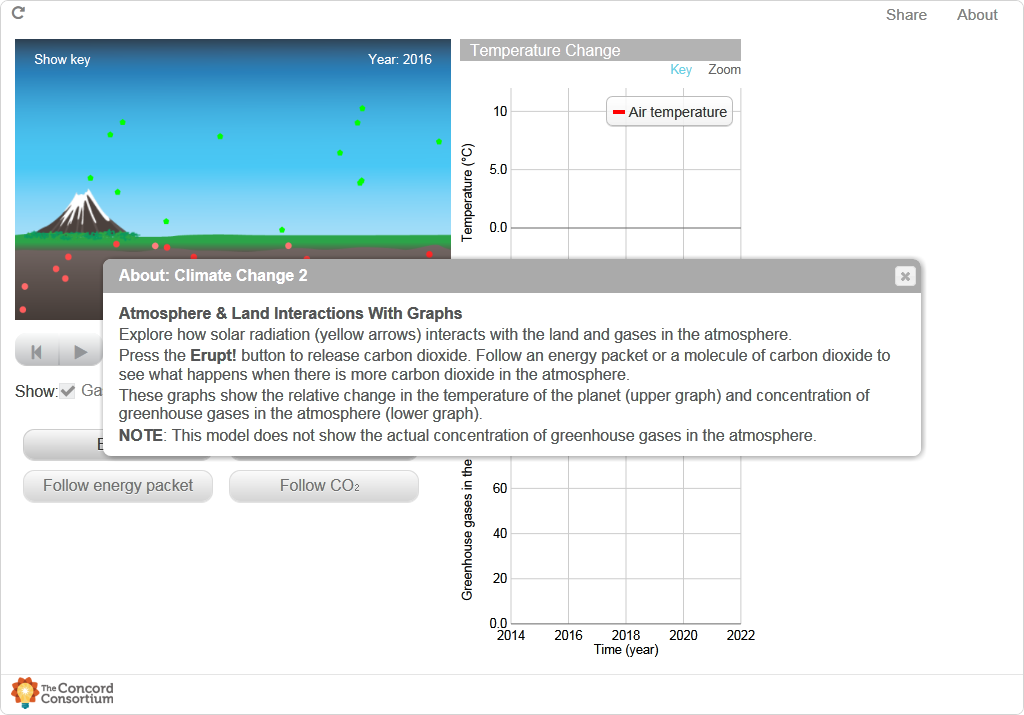 Share About
Show key
Year: 2016
Temperature Change
Key Zoom
Air temperature
10
5.0
0.0
Temperature (°C)
About: Climate Change 2
Atmosphere & Land Interactions With Graphs
Explore how solar radiation (yellow arrows) interacts with the land and gases in the atmosphere.
Press the Erupt! button to release carbon dioxide. Follow an energy packet or a molecule of carbon dioxide to
see what happens when there is more carbon dioxide in the atmosphere.
These graphs show the relative change in the temperature of the planet (upper graph) and concentration of
greenhouse gases in the atmosphere (lower graph).
NOTE: This model does not show the actual concentration of greenhouse gases in the atmosphere.
Show:
Follow energy packet
Follow CO₂
Greenhouse gases in the
60
40
20
0.0
2014 2016 2018 2020 2022
Time (year)
The Concord
Consortium